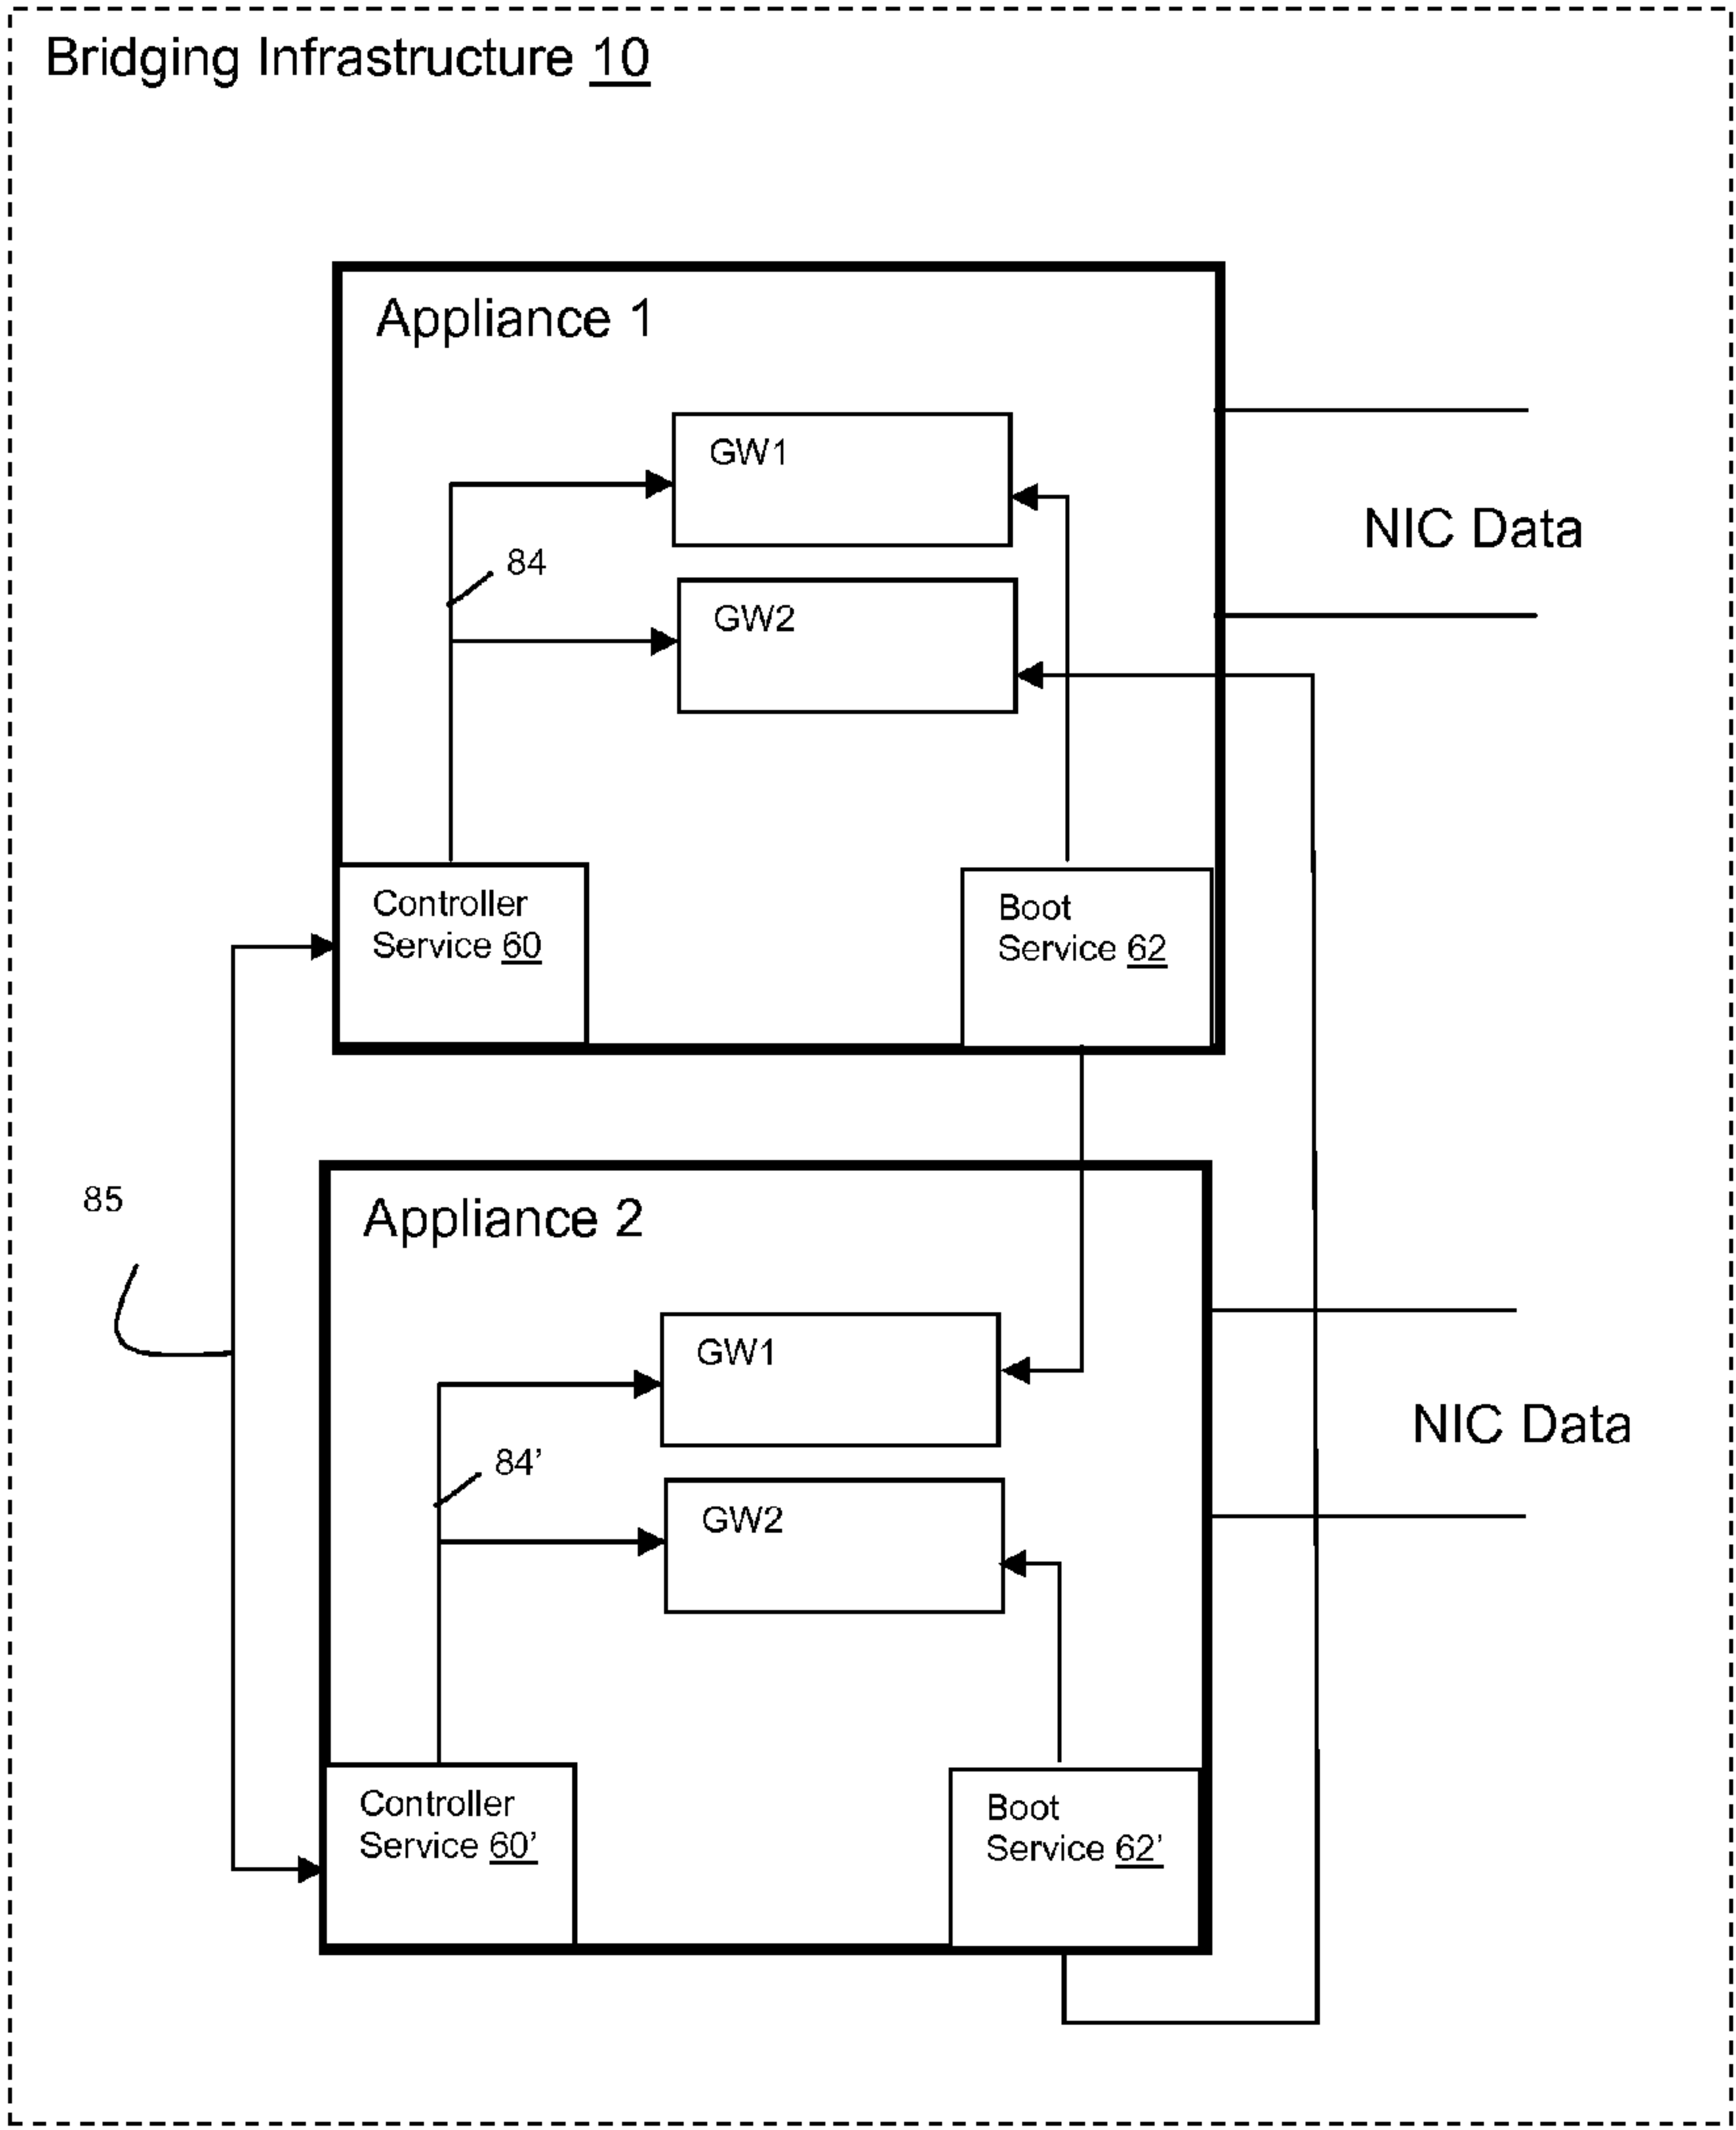 Bridging Infrastructure 10
Appliance 1
GW1
NIC Data
84
GW2
Controller
Service 60
Boot
Service 62
85
Appliance 2
GW1
NIC Data
84’
GW2
Controller
Service 60’
Boot
Service 62’